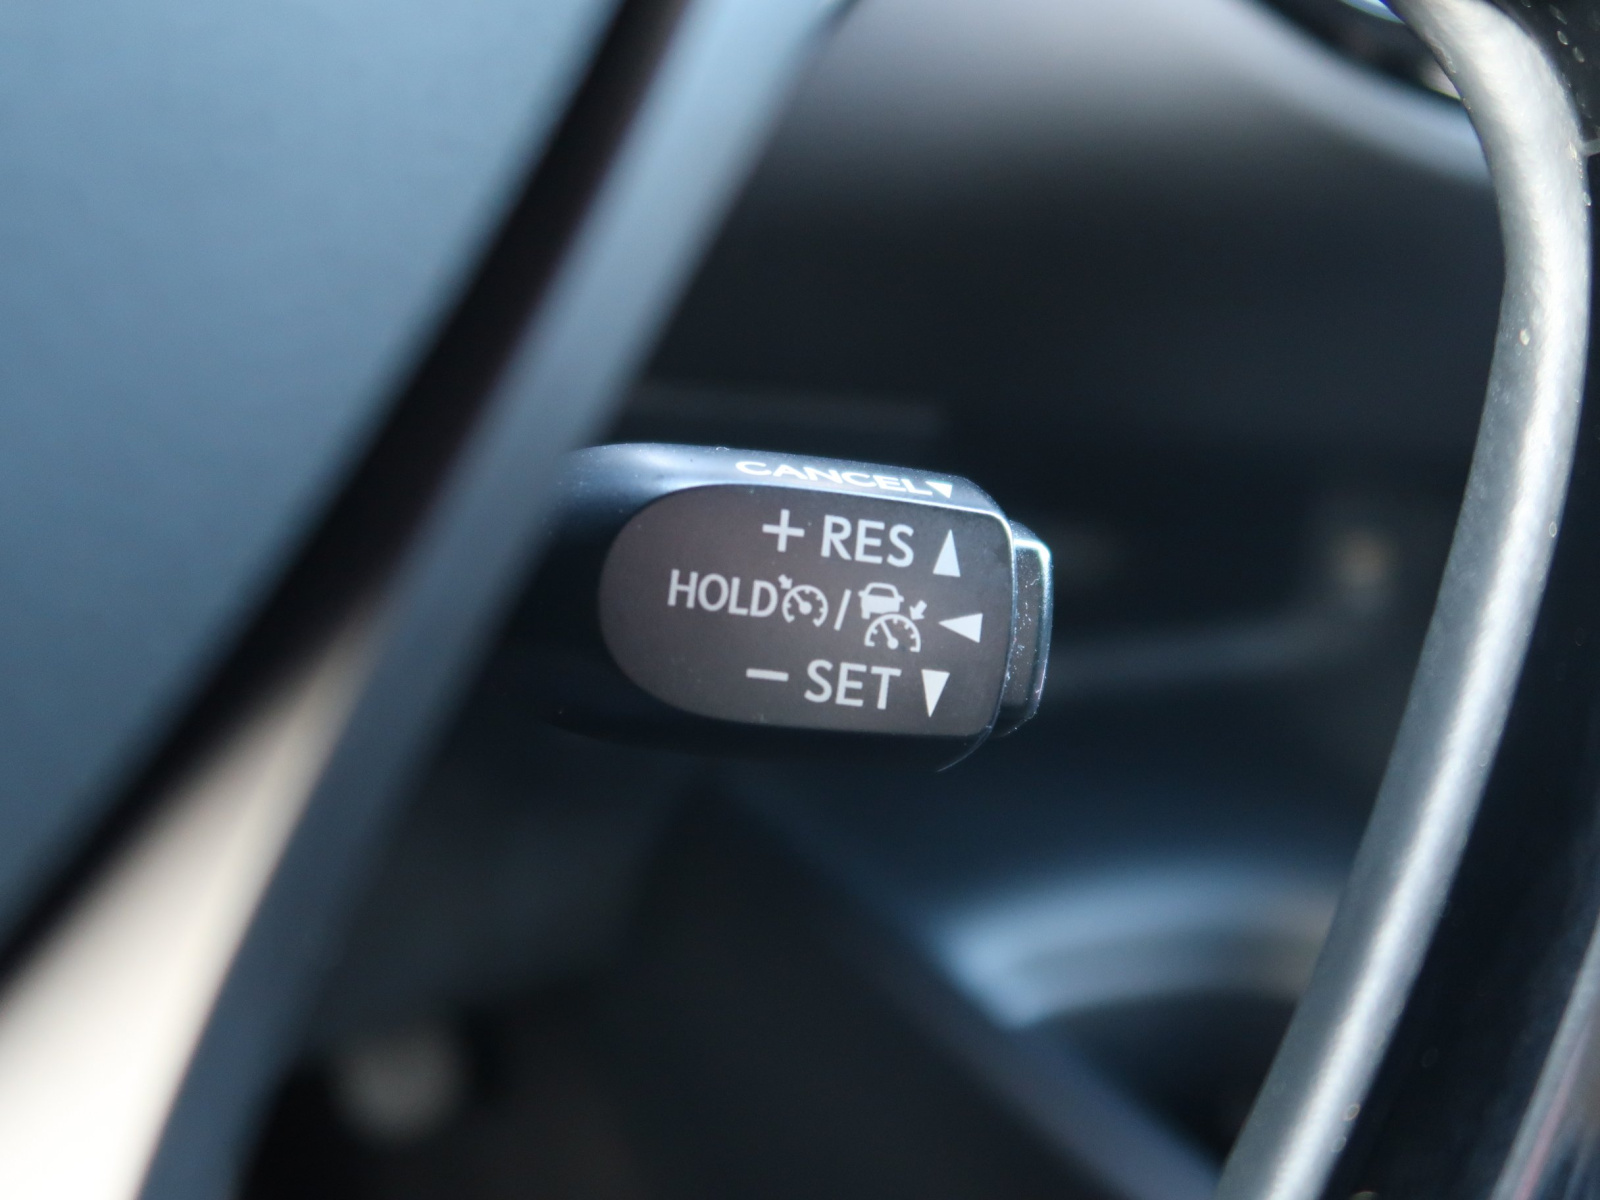 CANCEL
+ RES
HOLD /
− SET